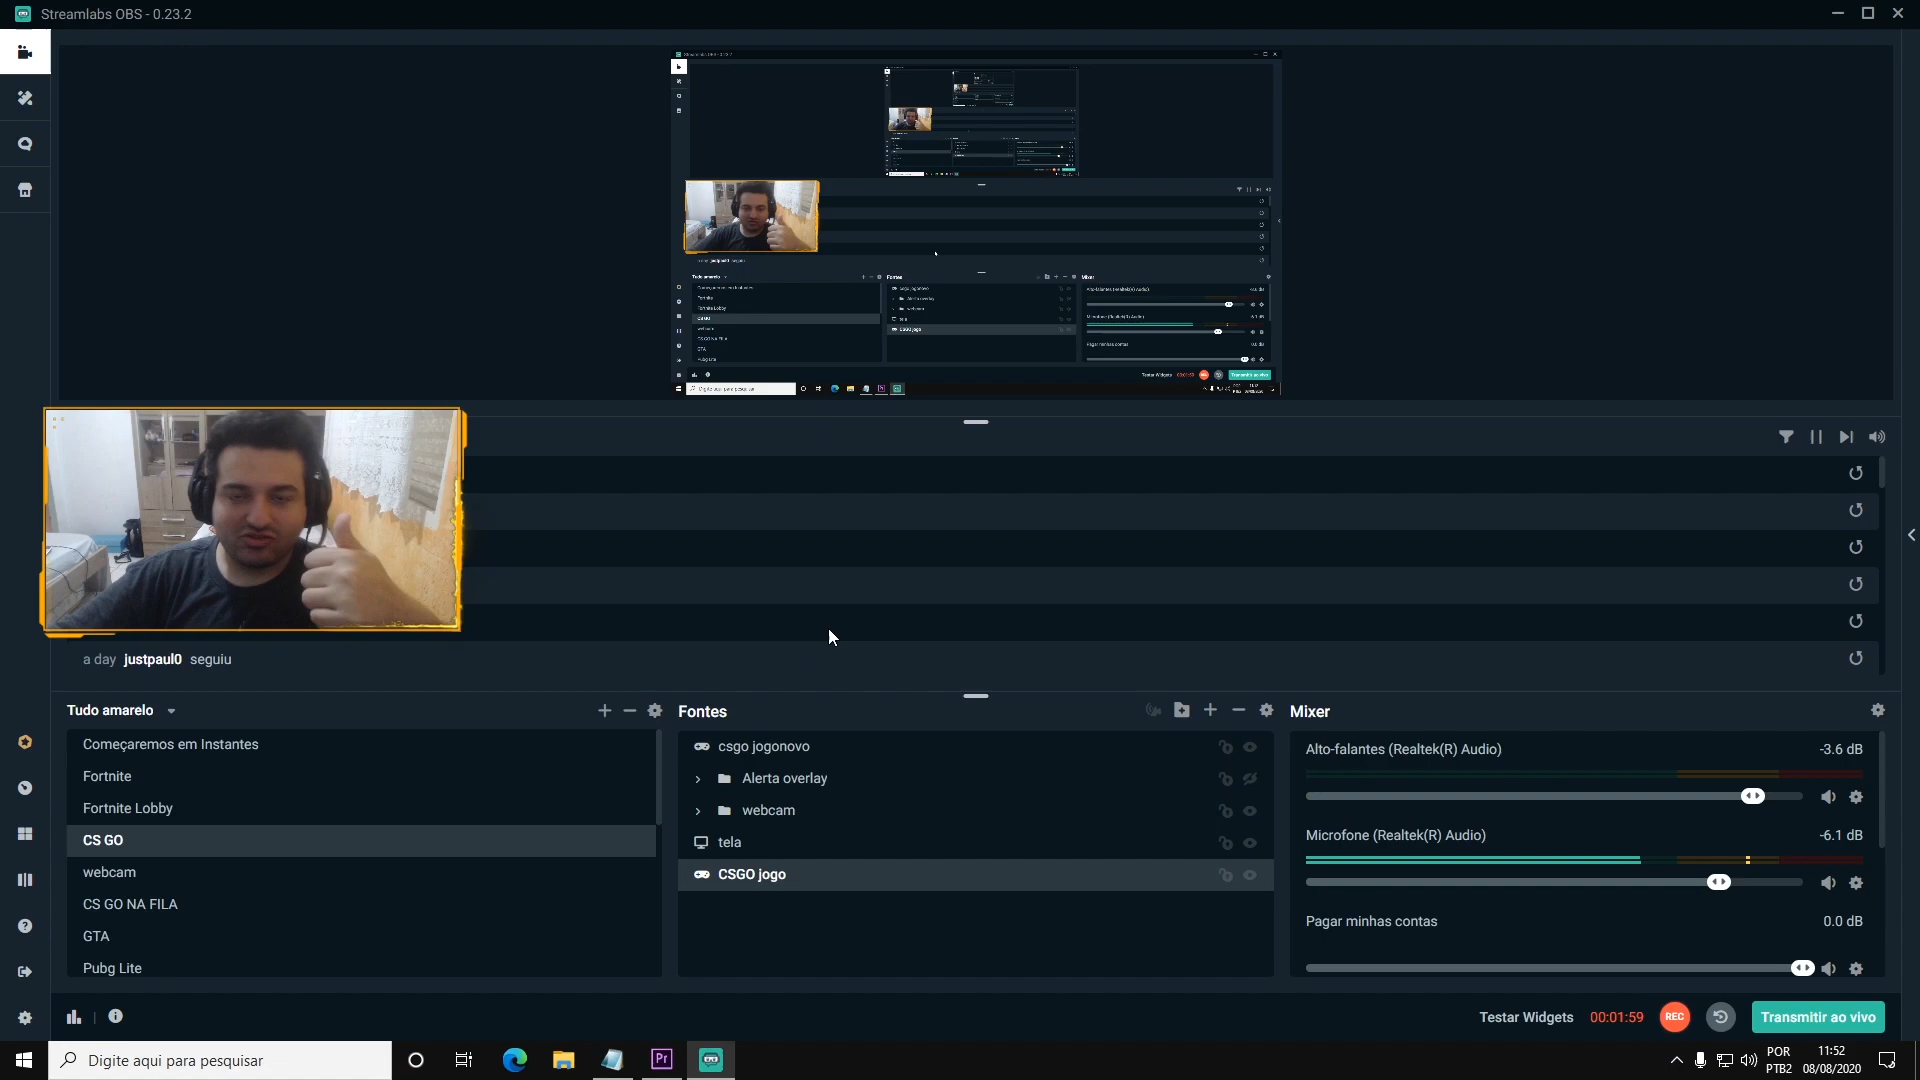 Streamlabs OBS - 0.23.2
a day justpaul0 seguiu
Tudo amarelo
Começaremos em Instantes
Fortnite
Fortnite Lobby
CS GO
webcam
CS GO NA FILA
GTA
Pubg Lite
Fontes
csgo jogonovo
Alerta overlay
webcam
tela
CSGO jogo
Mixer
Alto-falantes (Realtek(R) Audio) -3.6 dB
Microfone (Realtek(R) Audio) -6.1 dB
Pagar minhas contas 0.0 dB
Testar Widgets 00:01:59 REC Transmitir ao vivo
Digite aqui para pesquisar
Pr
POR
PTB2
11:52
08/08/2020